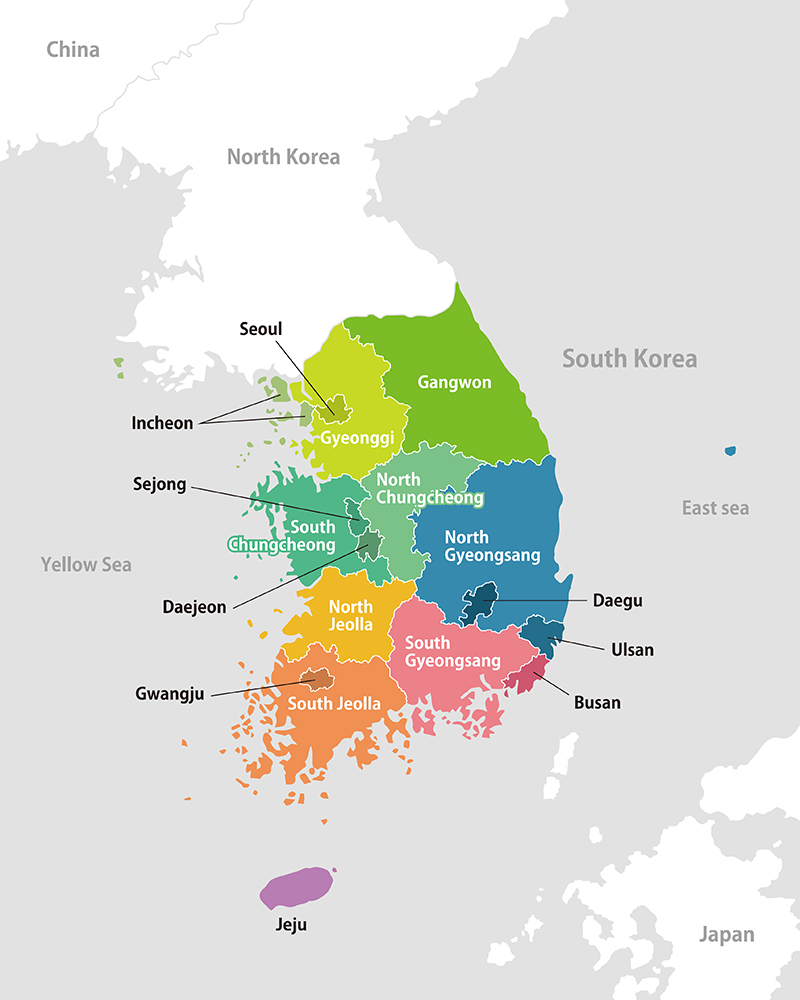 China
North Korea
Seoul
South Korea
Gangwon
Incheon
Gyeonggi
Sejong
North
Chungcheong
East sea
South
Chungcheong
North
Gyeongsang
Yellow Sea
Daejeon
North
Jeolla
Daegu
South
Gyeongsang
Ulsan
Gwangju
South Jeolla
Busan
Jeju
Japan